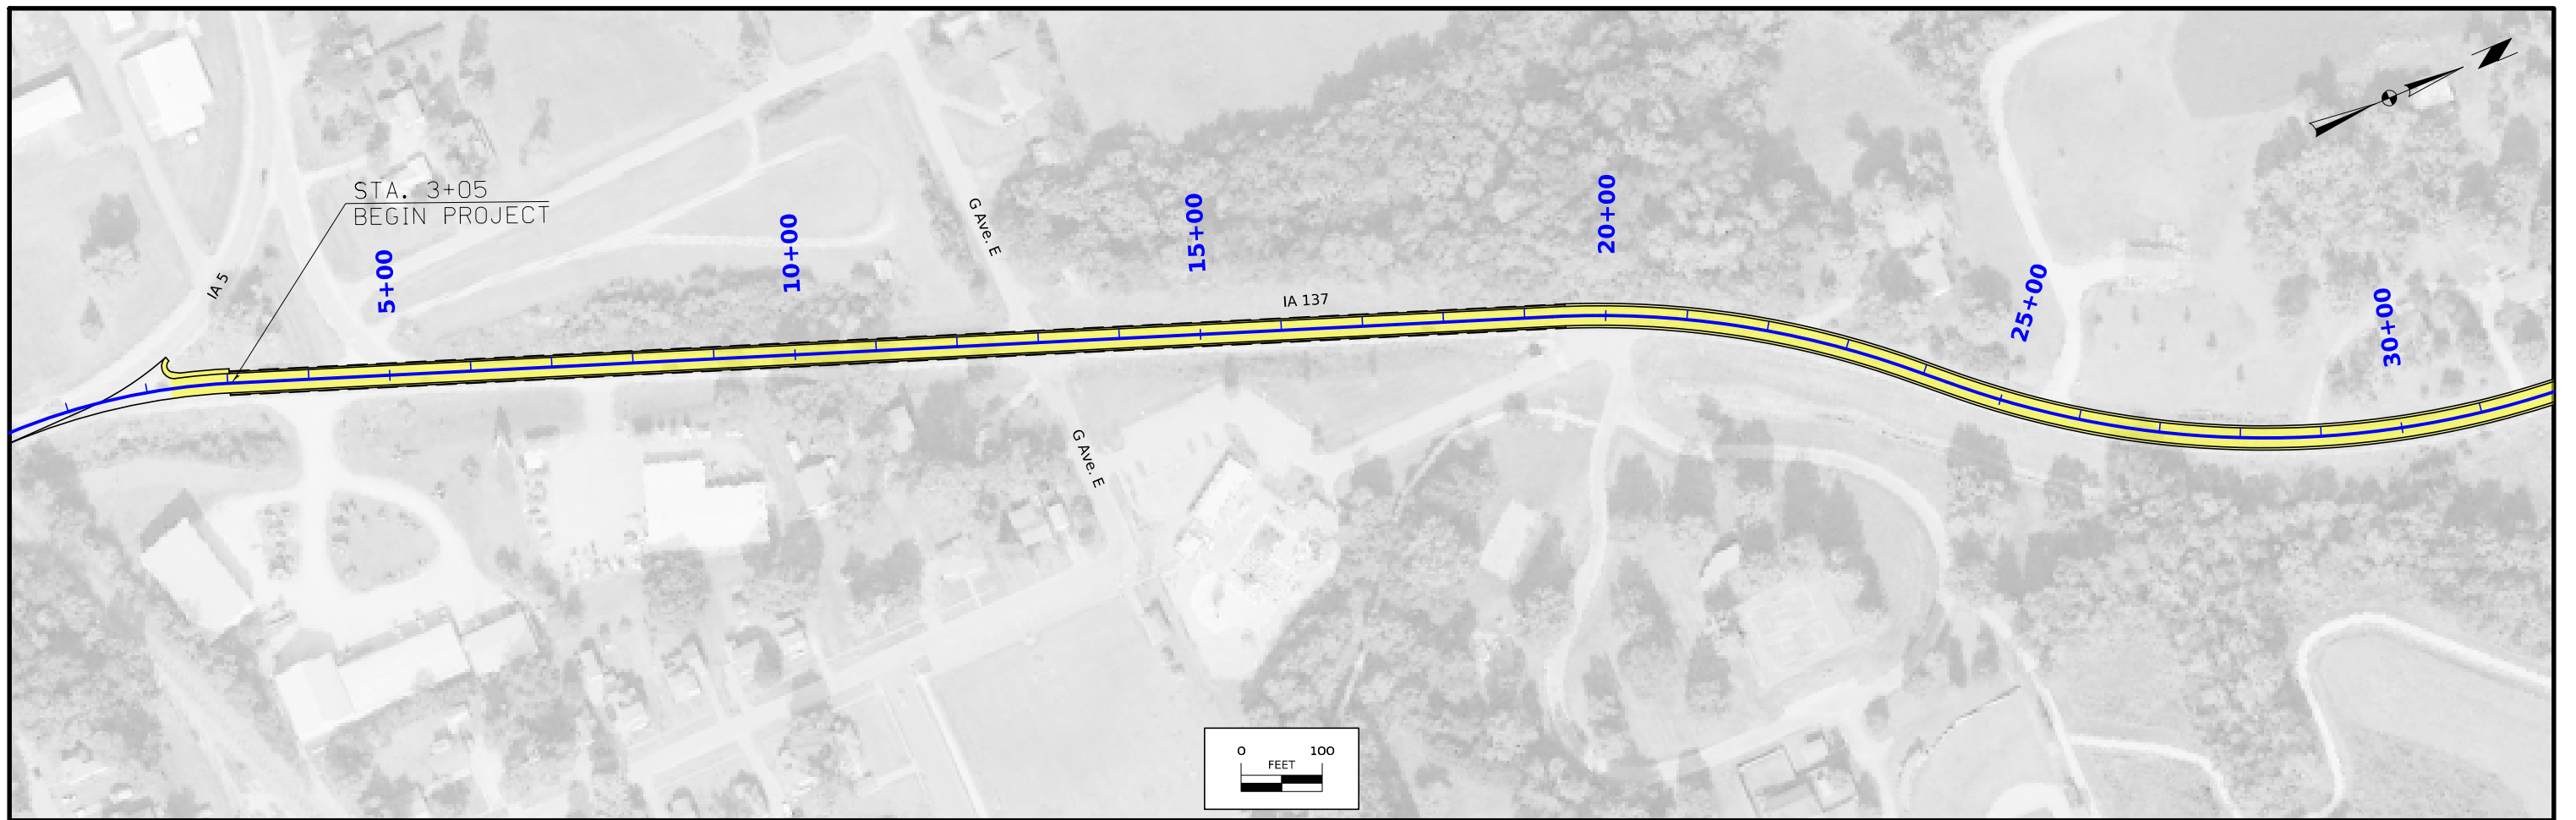 STA. 3+05
BEGIN PROJECT
IA 5
5+00
10+00
G Ave. E
15+00
IA 137
20+00
25+00
30+00
G Ave. E
N
0 100
FEET